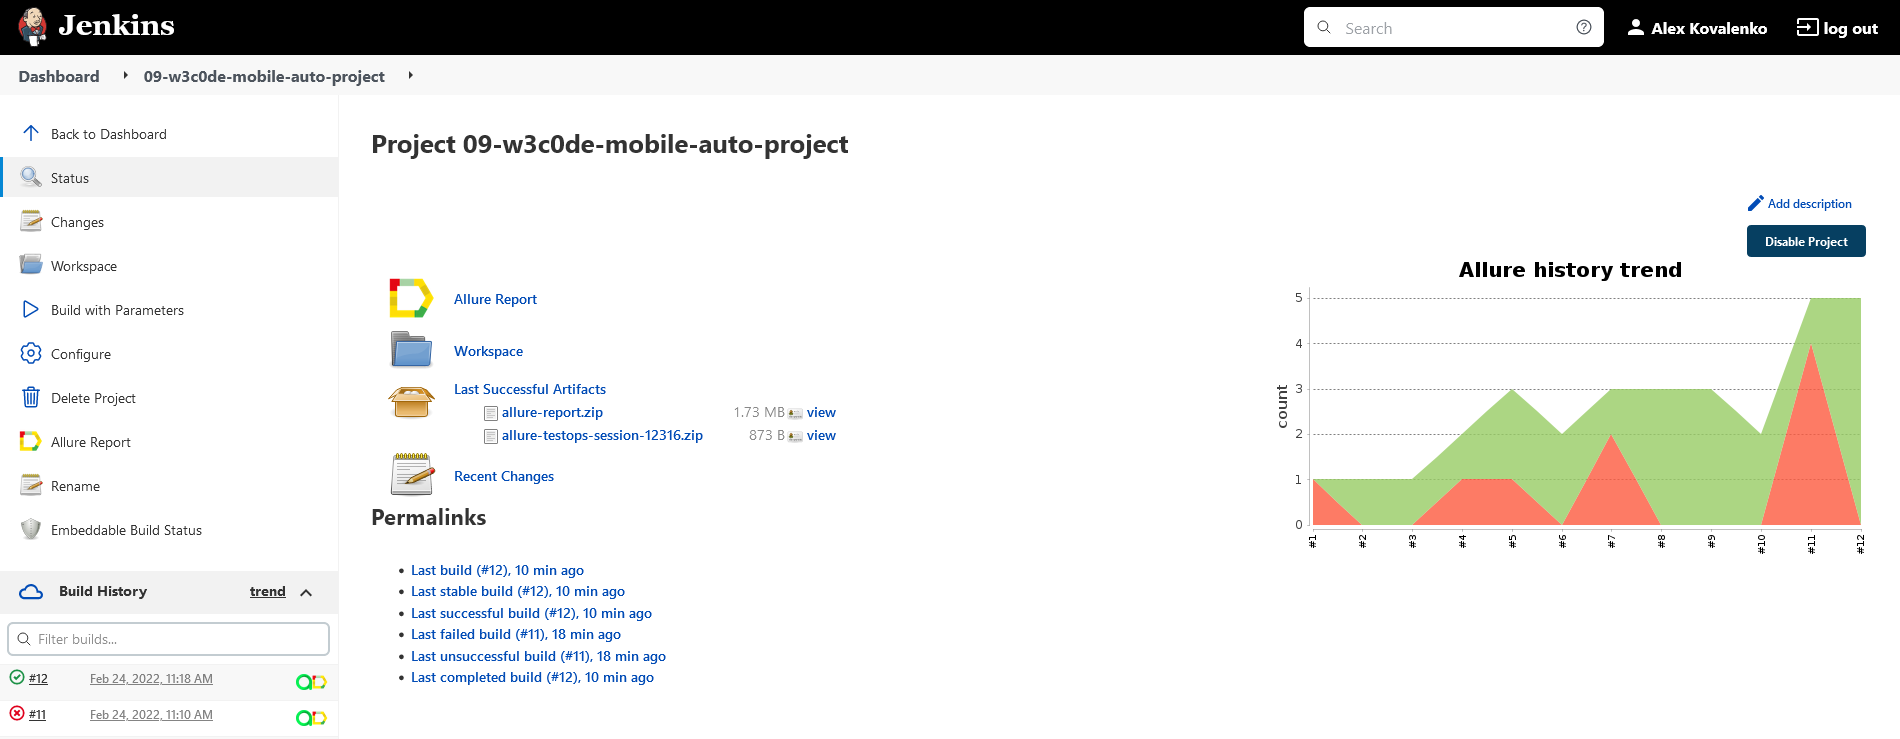 Jenkins
Search
Alex Kovalenko
log out
Dashboard
09-w3c0de-mobile-auto-project
Back to Dashboard
Status
Changes
Workspace
Build with Parameters
Configure
Delete Project
Allure Report
Rename
Embeddable Build Status
Build History trend
Filter builds...
#12 Feb 24, 2022, 11:18 AM
#11 Feb 24, 2022, 11:10 AM
Project 09-w3c0de-mobile-auto-project
Add description
Disable Project
Allure Report
Workspace
Last Successful Artifacts
allure-report.zip 1.73 MB view
allure-testops-session-12316.zip 873 B view
Recent Changes
Permalinks
Last build (#12), 10 min ago
Last stable build (#12), 10 min ago
Last successful build (#12), 10 min ago
Last failed build (#11), 18 min ago
Last unsuccessful build (#11), 18 min ago
Last completed build (#12), 10 min ago
Allure history trend
count
5
4
3
2
1
0
#1 #2 #3 #4 #5 #6 #7 #8 #9 #10 #11 #12